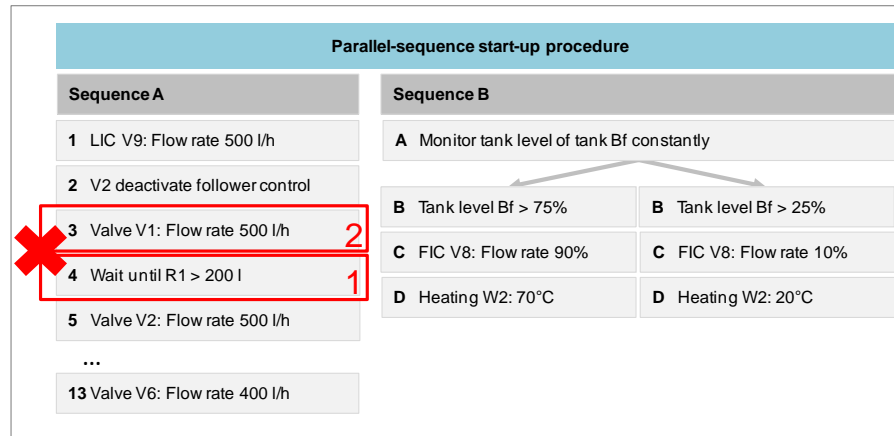 Parallel-sequence start-up procedure
Sequence A
1 LIC V9: Flow rate 500 l/h
2 V2 deactivate follower control
3 Valve V1: Flow rate 500 l/h 2
4 Wait until R1 > 200 l 1
5 Valve V2: Flow rate 500 l/h
...
13 Valve V6: Flow rate 400 l/h
Sequence B
A Monitor tank level of tank Bf constantly
B Tank level Bf > 75%
C FIC V8: Flow rate 90%
D Heating W2: 70°C
B Tank level Bf > 25%
C FIC V8: Flow rate 10%
D Heating W2: 20°C